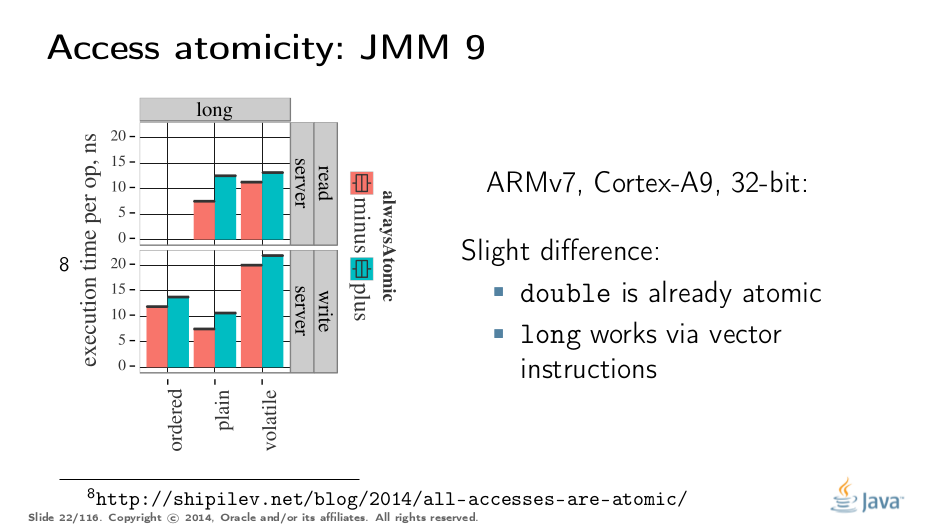 Access atomicity: JMM 9
long
execution time per op, ns
20
15
10
5
0
read
server
20
15
10
5
0
write
server
ordered
plain
volatile
alwaysAtomic
minus
plus
8
ARMv7, Cortex-A9, 32-bit:
Slight difference:
double is already atomic
long works via vector
instructions
8http://shipilev.net/blog/2014/all-accesses-are-atomic/
Slide 22/116. Copyright © 2014, Oracle and/or its affiliates. All rights reserved.
Java™